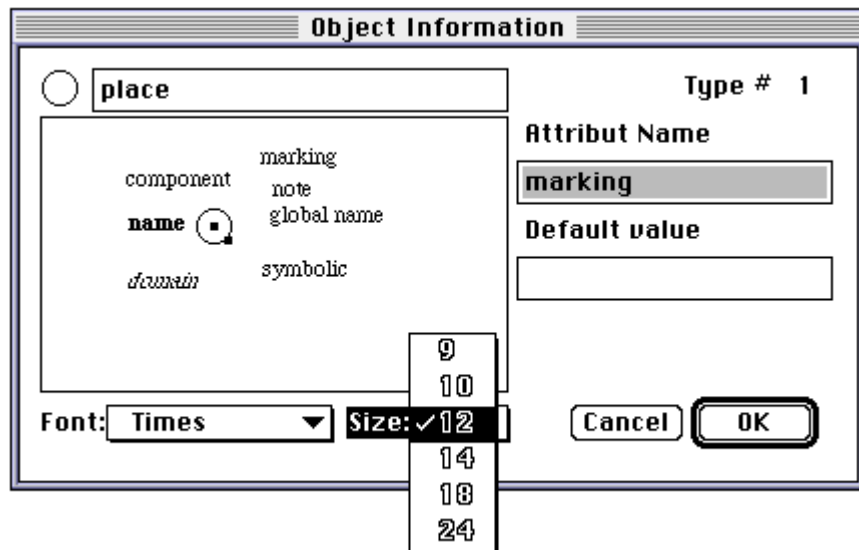 Object Information
place
Type # 1
Attribut Name
marking
Default value
marking
component
note
name
global name
domain
symbolic
Font: Times
Size: ✓12
9
10
14
18
24
Cancel
OK